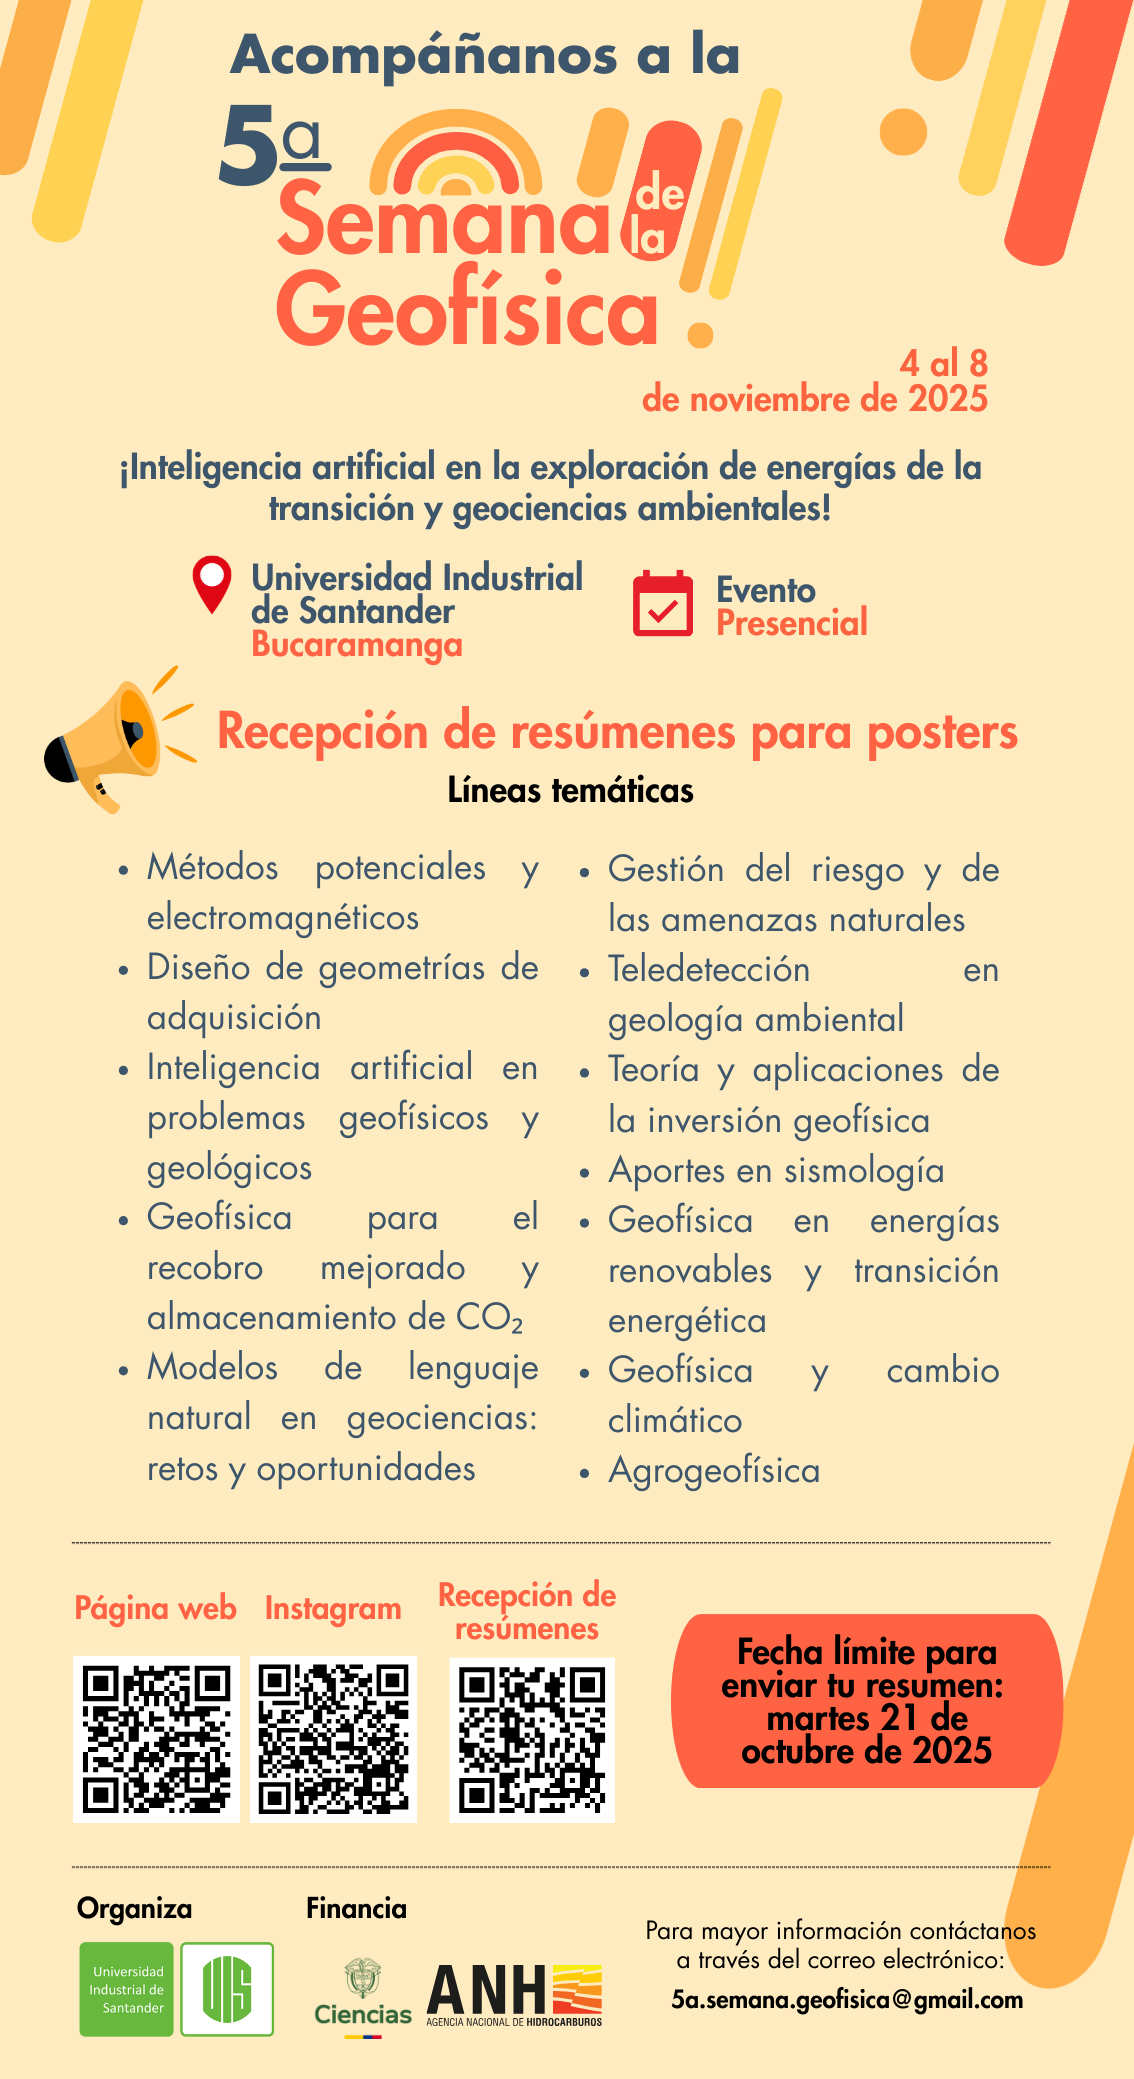 Acompáñanos a la
5a
Semana de la
Geofísica
4 al 8
de noviembre de 2025
¡Inteligencia artificial en la exploración de energías de la
transición y geociencias ambientales!
Universidad Industrial
de Santander
Bucaramanga
Evento
Presencial
Recepción de resúmenes para posters
Líneas temáticas
• Métodos potenciales y
electromagnéticos
• Diseño de geometrías de
adquisición
• Inteligencia artificial en
problemas geofísicos y
geológicos
• Geofísica para el
recobro mejorado y
almacenamiento de CO₂
• Modelos de lenguaje
natural en geociencias:
retos y oportunidades
• Gestión del riesgo y de
las amenazas naturales
• Teledetección en
geología ambiental
• Teoría y aplicaciones de
la inversión geofísica
• Aportes en sismología
• Geofísica en energías
renovables y transición
energética
• Geofísica y cambio
climático
• Agrogeofísica
Página web
Instagram
Recepción de
resúmenes
Fecha límite para
enviar tu resumen:
martes 21 de
octubre de 2025
Organiza
Universidad
Industrial de
Santander
UIS
Financia
Ciencias
ANH
AGENCIA NACIONAL DE HIDROCARBUROS
Para mayor información contáctanos
a través del correo electrónico:
5a.semana.geofisica@gmail.com